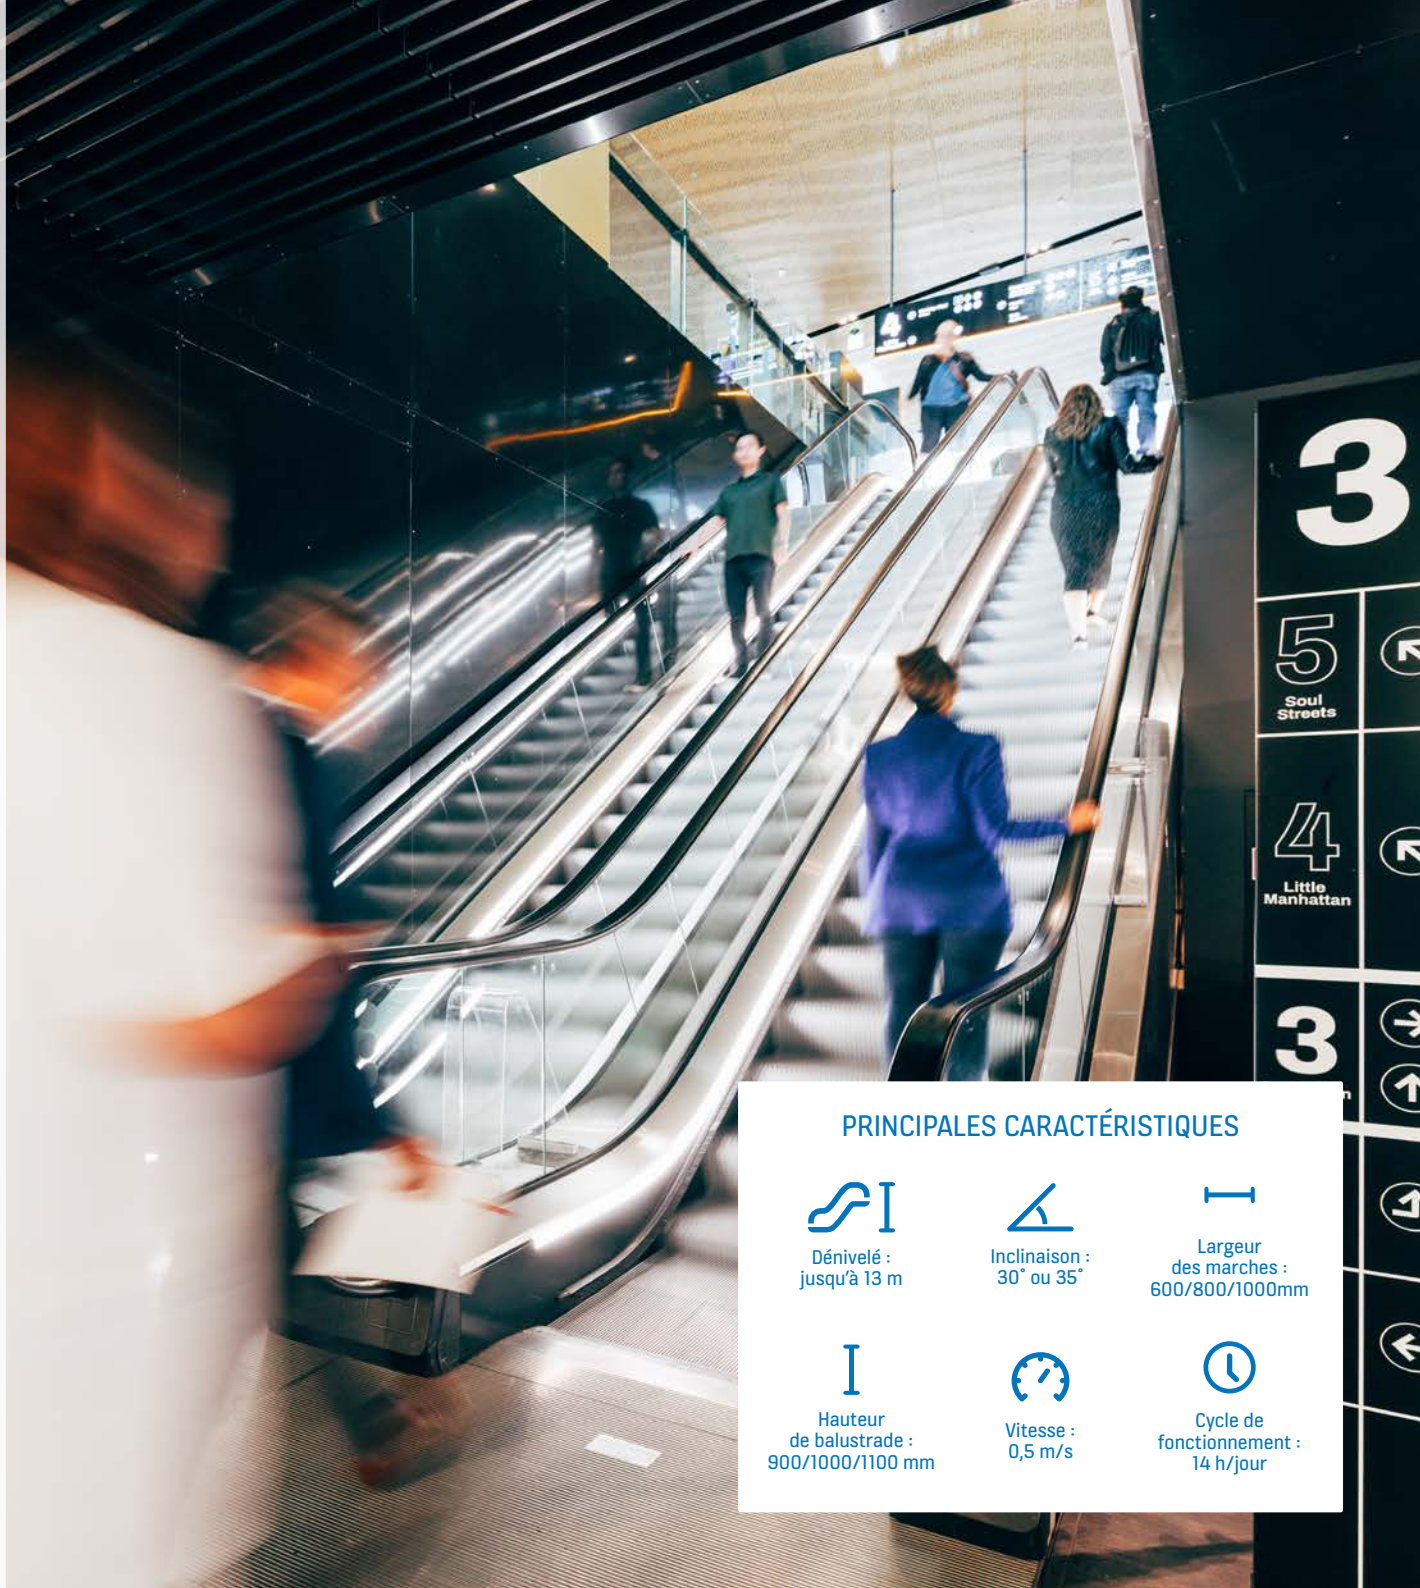 4
3
5
Soul
Streets
4
Little
Manhattan
3
PRINCIPALES CARACTÉRISTIQUES
Dénivelé :
jusqu'à 13 m
Inclinaison :
30° ou 35°
Largeur
des marches :
600/800/1000mm
Hauteur
de balustrade :
900/1000/1100 mm
Vitesse :
0,5 m/s
Cycle de
fonctionnement :
14 h/jour